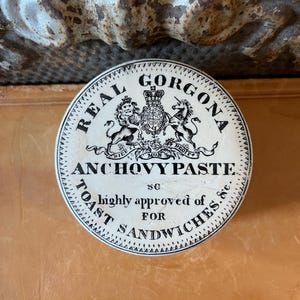 REAL GORGONA
ANCHOVY PASTE
so
highly approved of
FOR
TOAST SANDWICHES &c.